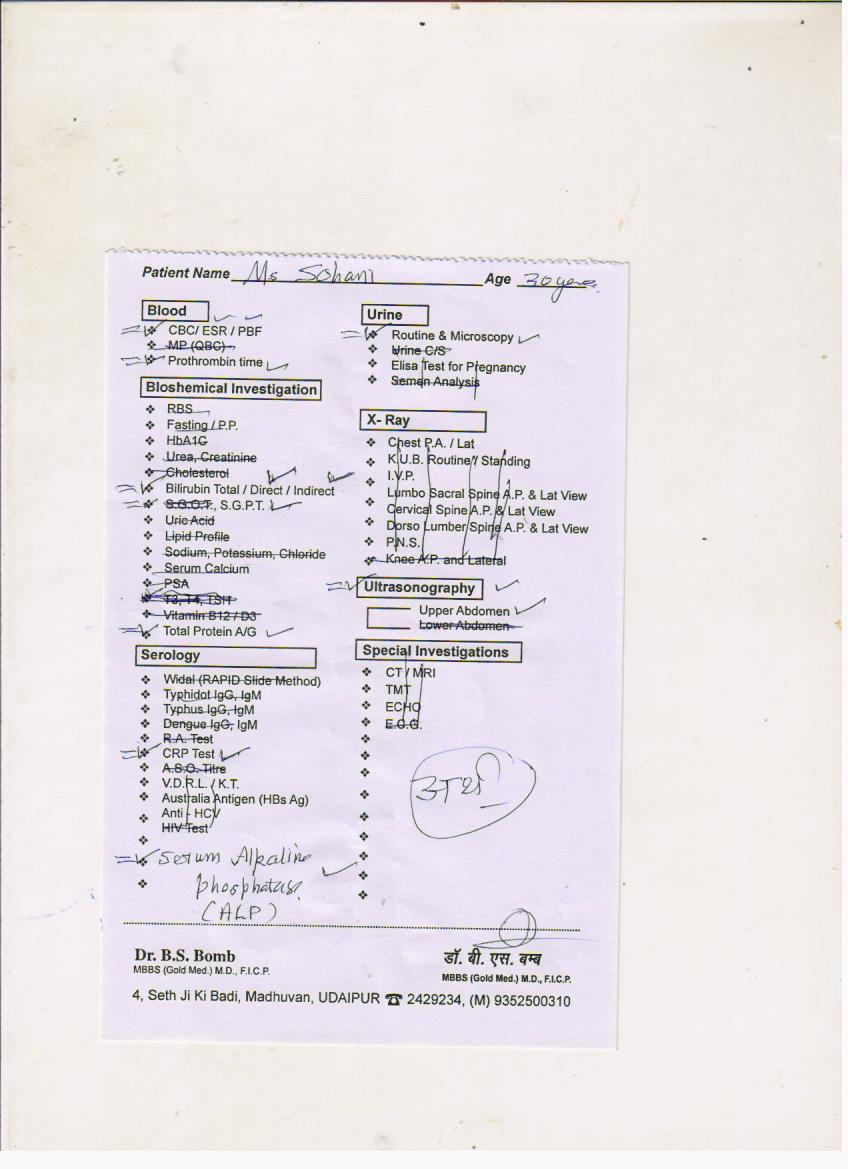 Patient Name Ms Sohani Age 30 years
Blood
CBC/ ESR / PBF
MP (QBC)
Prothrombin time
Bioshemical Investigation
RBS
Fasting / P.P.
HbA1C
Urea, Creatinine
Cholesterol
Bilirubin Total / Direct / Indirect
S.G.O.T., S.G.P.T.
Uric Acid
Lipid Profile
Sodium, Potassium, Chloride
Serum Calcium
PSA
T3, T4, TSH
Vitamin B12 / D3
Total Protein A/G
Serology
Widal (RAPID Slide Method)
Typhidot IgG, IgM
Typhus IgG, IgM
Dengue IgG, IgM
R.A. Test
CRP Test
A.S.O. Titre
V.D.R.L. / K.T.
Australia Antigen (HBs Ag)
Anti - HCV
HIV Test
Serum Alkaline
phosphatase
(ALP)
Urine
Routine & Microscopy
Urine C/S
Elisa Test for Pregnancy
Semen Analysis
X- Ray
Chest P.A. / Lat
K.U.B. Routine / Standing
I.V.P.
Lumbo Sacral Spine A.P. & Lat View
Cervical Spine A.P. & Lat View
Dorso Lumber Spine A.P. & Lat View
P.N.S.
Knee A.P. and Lateral
Ultrasonography
Upper Abdomen
Lower Abdomen
Special Investigations
CT / MRI
TMT
ECHO
E.C.G.
Dr. B.S. Bomb
MBBS (Gold Med.) M.D., F.I.C.P.
डॉ. बी. एस. बम्ब
MBBS (Gold Med.) M.D., F.I.C.P.
4, Seth Ji Ki Badi, Madhuvan, UDAIPUR ☎ 2429234, (M) 9352500310